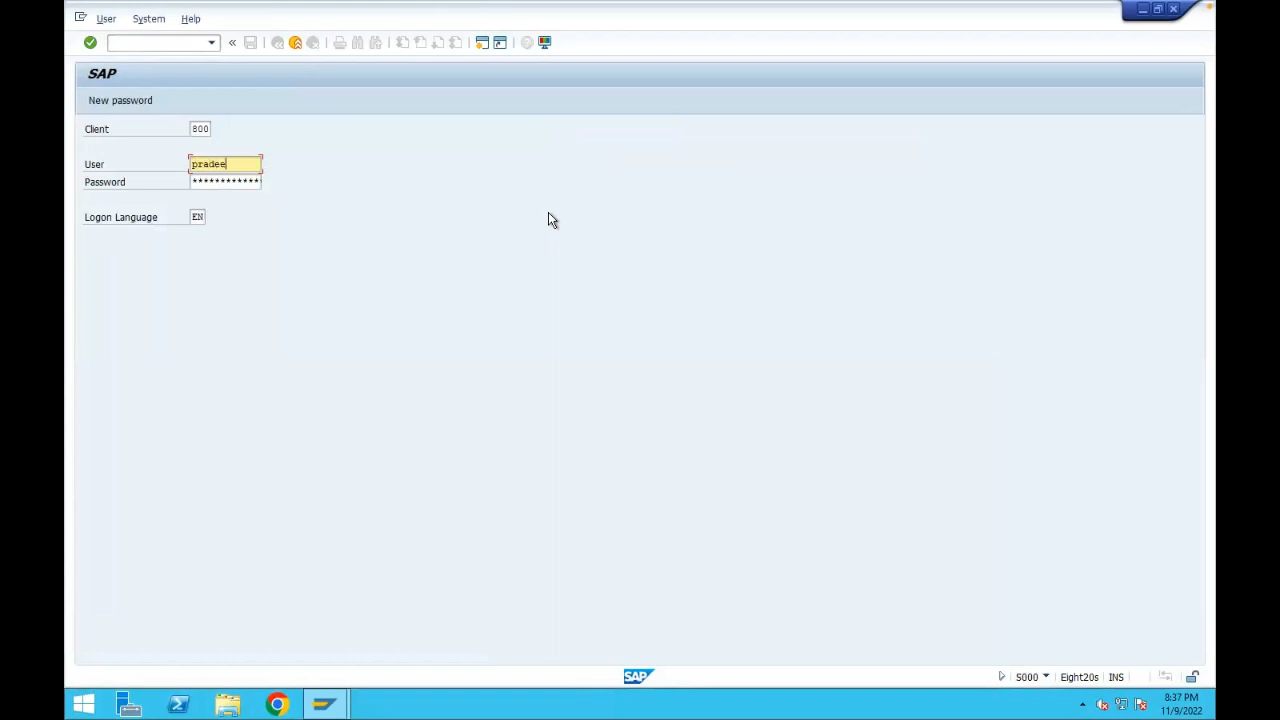 User System Help
SAP
New password
Client 800
User pradee
Password ************
Logon Language EN
SAP
S000 Eight20s INS
8:37 PM
11/9/2022